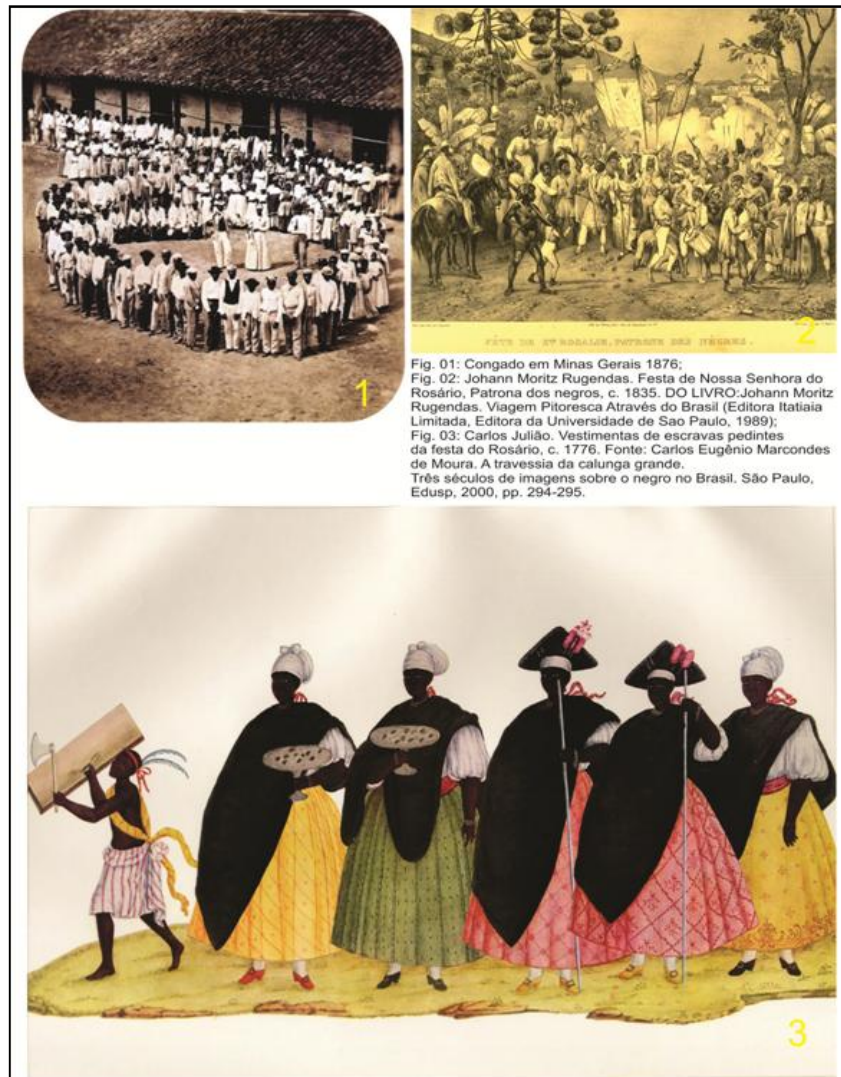 1
2
FÊTE DE Ste ROSALIE, PATRONE DES NÈGRES.
Fig. 01: Congado em Minas Gerais 1876;
Fig. 02: Johann Moritz Rugendas. Festa de Nossa Senhora do
Rosário, Patrona dos negros, c. 1835. DO LIVRO:Johann Moritz
Rugendas. Viagem Pitoresca Através do Brasil (Editora Itatiaia
Limitada, Editora da Universidade de Sao Paulo, 1989);
Fig. 03: Carlos Julião. Vestimentas de escravas pedintes
da festa do Rosário, c. 1776. Fonte: Carlos Eugênio Marcondes
de Moura. A travessia da calunga grande.
Três séculos de imagens sobre o negro no Brasil. São Paulo,
Edusp, 2000, pp. 294-295.
3